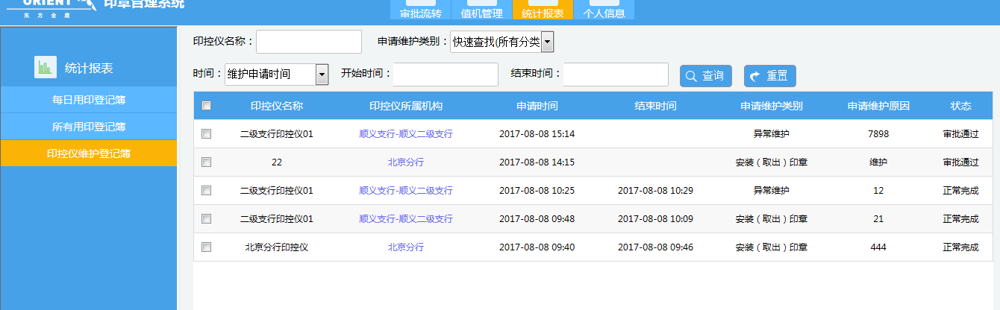 ORIENT
东方金鹰
印章管理系统
审批流转 值机管理 统计报表 个人信息
统计报表
每日用印登记簿
所有用印登记簿
印控仪维护登记簿
印控仪名称： 申请维护类别： 快速查找(所有分类
时间： 维护申请时间 开始时间： 结束时间： 查询 重置
印控仪名称 印控仪所属机构 申请时间 结束时间 申请维护类别 申请维护原因 状态
二级支行印控仪01 顺义支行-顺义二级支行 2017-08-08 15:14 异常维护 7898 审批通过
22 北京分行 2017-08-08 14:15 安装（取出）印章 维护 审批通过
二级支行印控仪01 顺义支行-顺义二级支行 2017-08-08 10:25 2017-08-08 10:29 异常维护 12 正常完成
二级支行印控仪01 顺义支行-顺义二级支行 2017-08-08 09:48 2017-08-08 10:09 安装（取出）印章 21 正常完成
北京分行印控仪 北京分行 2017-08-08 09:40 2017-08-08 09:46 安装（取出）印章 444 正常完成